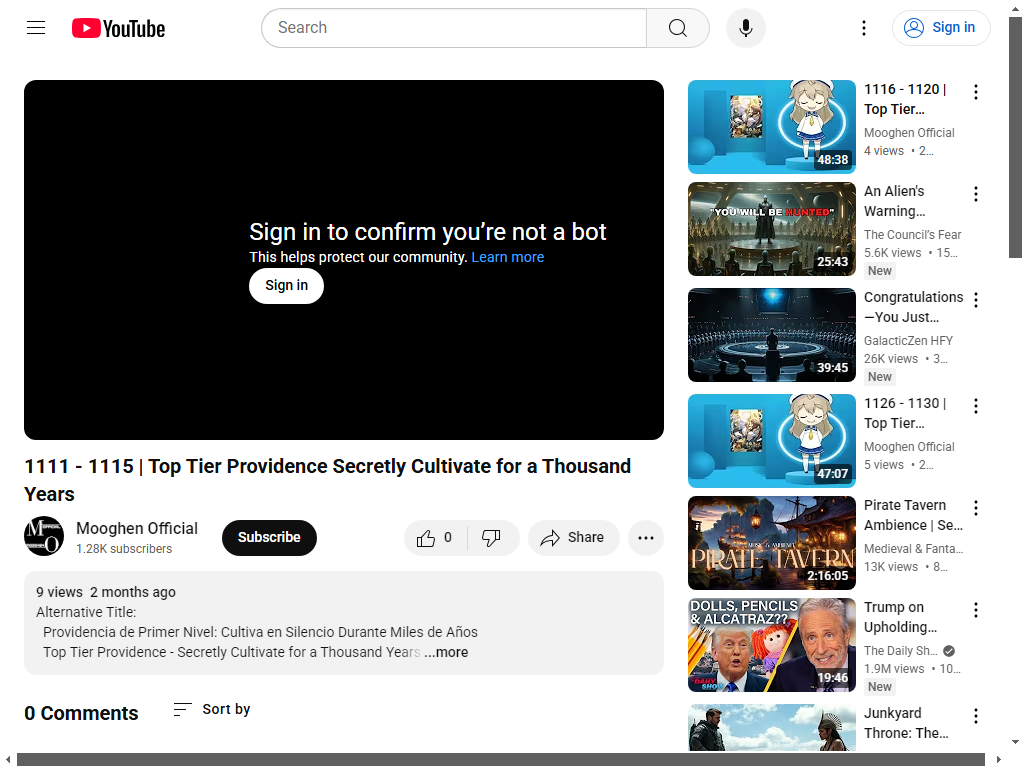 YouTube
Search
Sign in
Sign in to confirm you’re not a bot
This helps protect our community. Learn more
Sign in
1111 - 1115 | Top Tier Providence Secretly Cultivate for a Thousand
Years
Mooghen Official
1.28K subscribers
Subscribe
0
Share
9 views 2 months ago
Alternative Title:
Providencia de Primer Nivel: Cultiva en Silencio Durante Miles de Años
Top Tier Providence - Secretly Cultivate for a Thousand Years ...more
0 Comments
Sort by
48:38
1116 - 1120 |
Top Tier…
Mooghen Official
4 views • 2…
"YOU WILL BE HUNTED"
25:43
An Alien's
Warning…
The Council’s Fear
5.6K views • 15…
New
39:45
Congratulations
—You Just…
GalacticZen HFY
26K views • 3…
New
47:07
1126 - 1130 |
Top Tier…
Mooghen Official
5 views • 2…
MUSIC & AMBIENCE
PIRATE TAVERN
2:16:05
Pirate Tavern
Ambience | Se…
Medieval & Fanta…
13K views • 8…
DOLLS, PENCILS
& ALCATRAZ??
DAILY
SHOW
19:46
Trump on
Upholding…
The Daily Sh…
1.9M views • 10…
New
Junkyard
Throne: The…